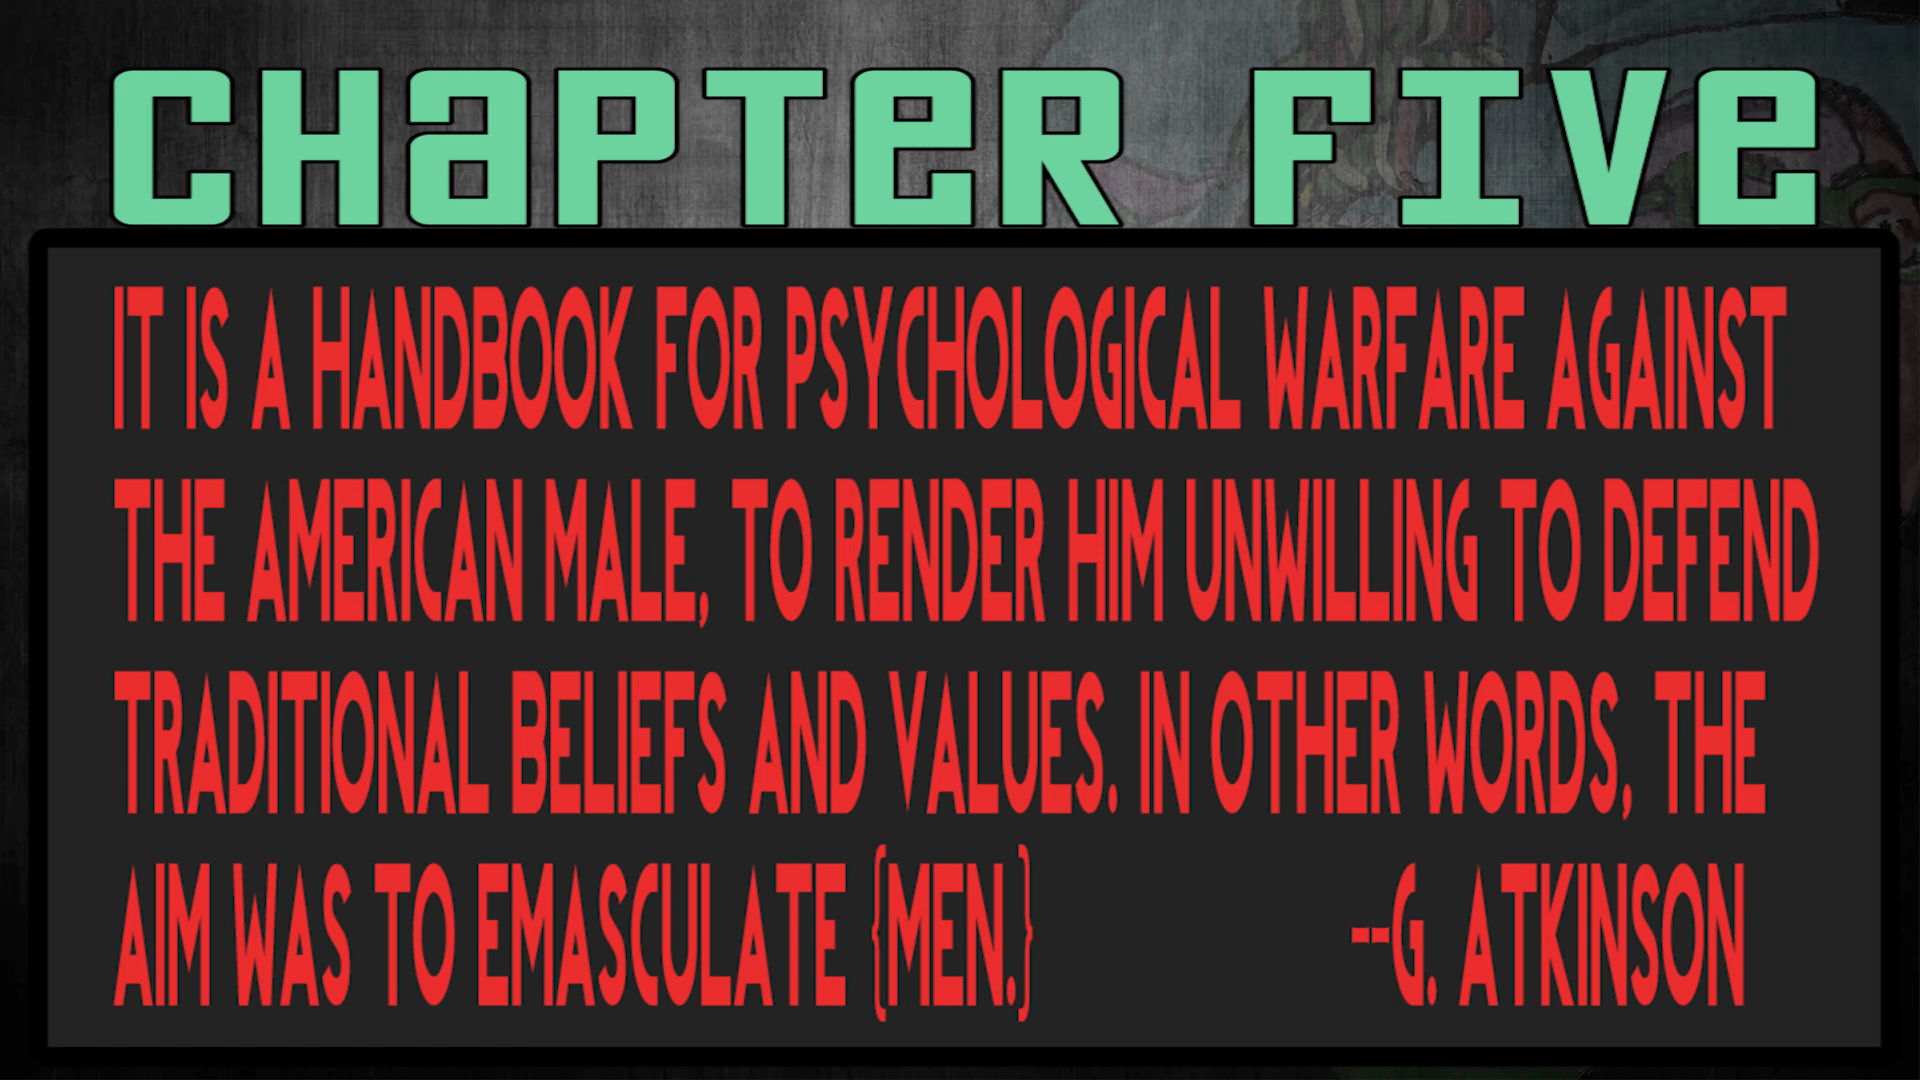 CHAPTER FIVE
IT IS A HANDBOOK FOR PSYCHOLOGICAL WARFARE AGAINST
THE AMERICAN MALE, TO RENDER HIM UNWILLING TO DEFEND
TRADITIONAL BELIEFS AND VALUES. IN OTHER WORDS, THE
AIM WAS TO EMASCULATE {MEN.} --G. ATKINSON